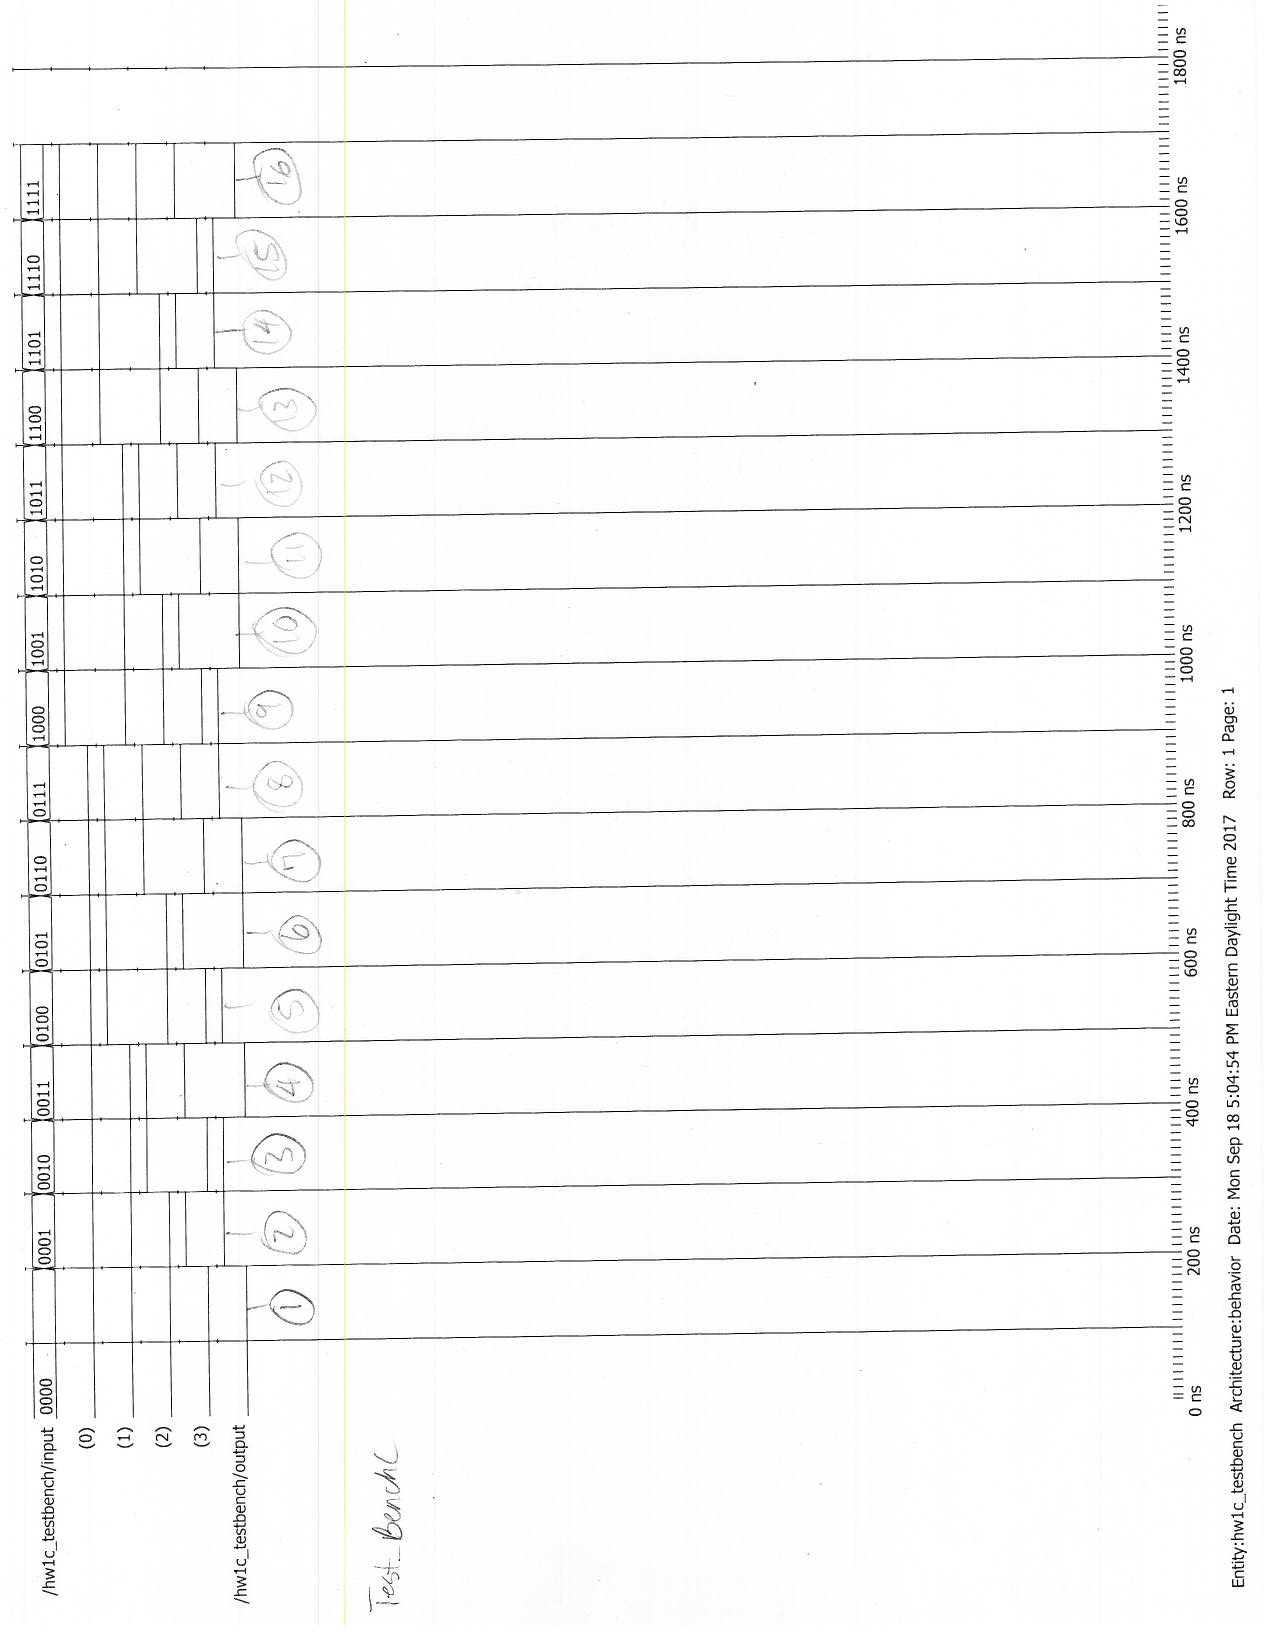 /hw1c_testbench/input 0000 0001 0010 0011 0100 0101 0110 0111 1000 1001 1010 1011 1100 1101 1110 1111
(0)
(1)
(2)
(3)
/hw1c_testbench/output
1 2 3 4 5 6 7 8 9 10 11 12 13 14 15 16
Test_BenchC
0 ns 200 ns 400 ns 600 ns 800 ns 1000 ns 1200 ns 1400 ns 1600 ns 1800 ns
Entity:hw1c_testbench Architecture:behavior Date: Mon Sep 18 5:04:54 PM Eastern Daylight Time 2017 Row: 1 Page: 1